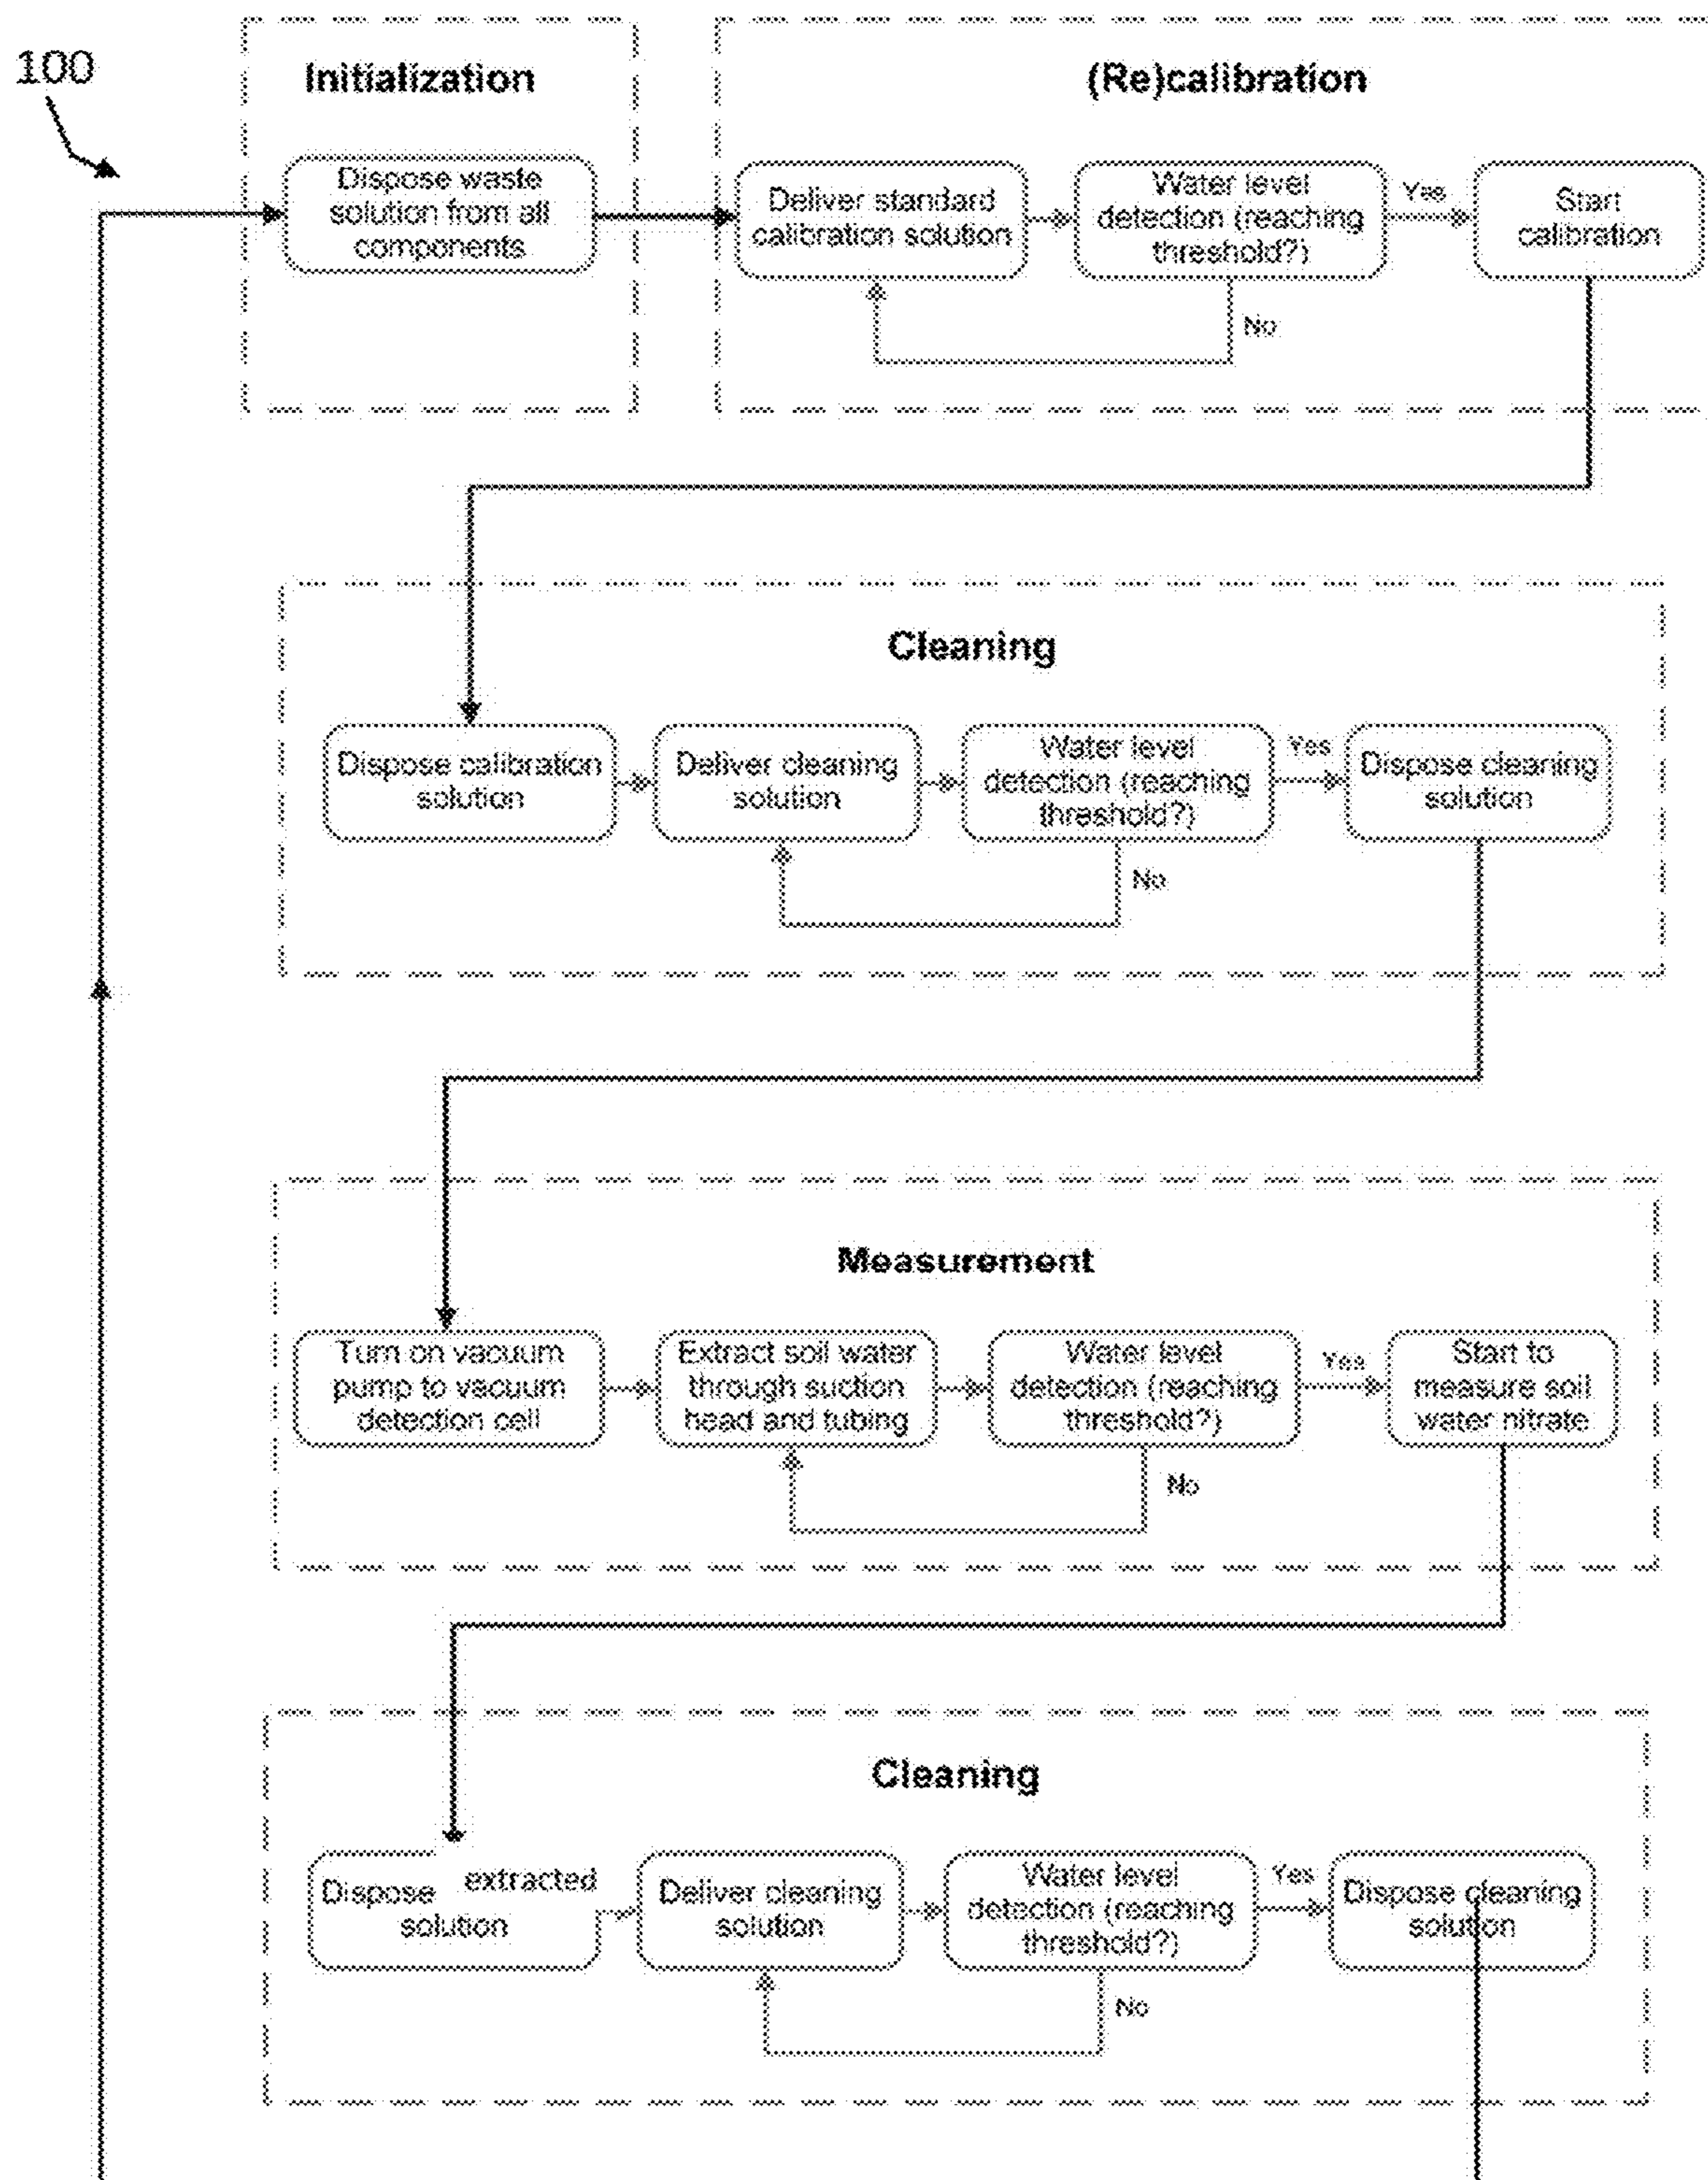 100
Initialization
Dispose waste
solution from all
components
(Re)calibration
Deliver standard
calibration solution
Water level
detection (reaching
threshold?)
Yes
Start
calibration
No
Cleaning
Dispose calibration
solution
Deliver cleaning
solution
Water level
detection (reaching
threshold?)
Yes
Dispose cleaning
solution
No
Measurement
Turn on vacuum
pump to vacuum
detection cell
Extract soil water
through suction
head and tubing
Water level
detection (reaching
threshold?)
Yes
Start to
measure soil
water nitrate
No
Cleaning
Dispose extracted
solution
Deliver cleaning
solution
Water level
detection (reaching
threshold?)
Yes
Dispose cleaning
solution
No